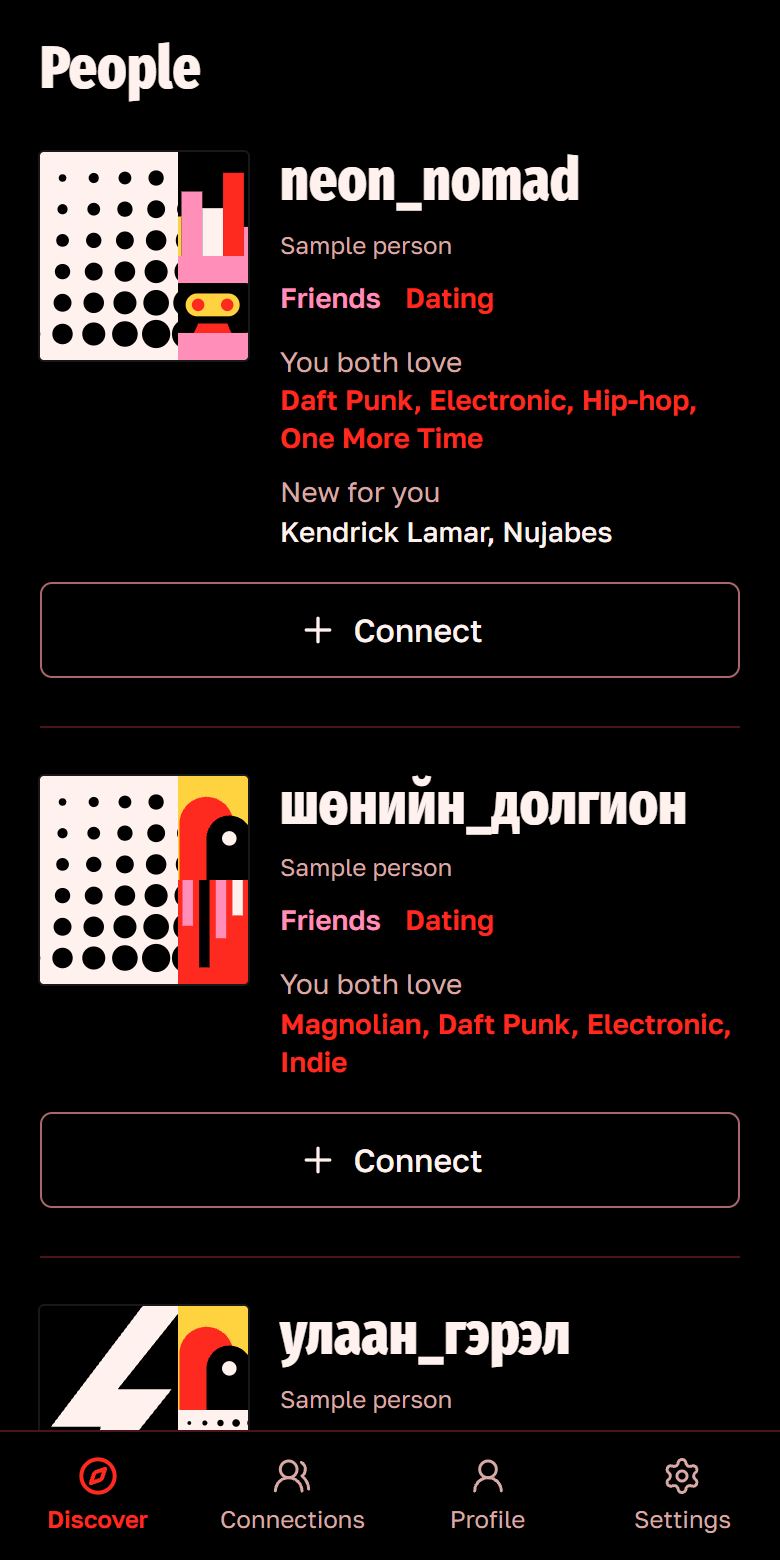 People
neon_nomad
Sample person
Friends Dating
You both love
Daft Punk, Electronic, Hip-hop,
One More Time
New for you
Kendrick Lamar, Nujabes
+ Connect
шөнийн_долгион
Sample person
Friends Dating
You both love
Magnolian, Daft Punk, Electronic,
Indie
+ Connect
улаан_гэрэл
Sample person
Discover Connections Profile Settings